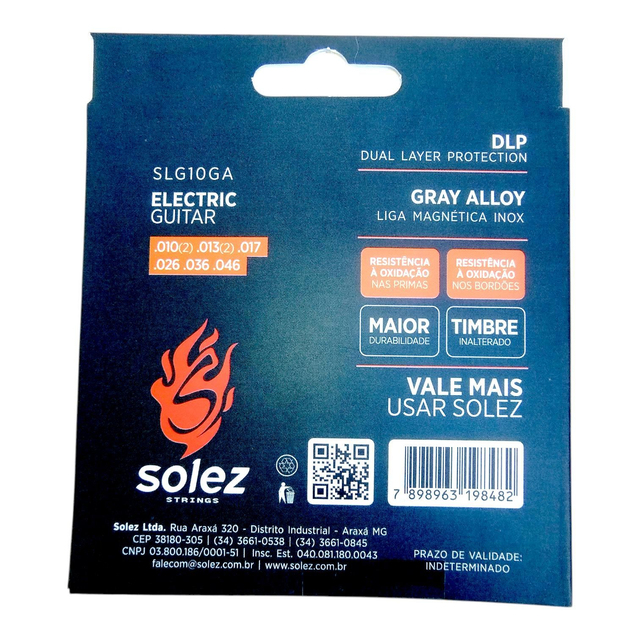 SLG10GA
ELECTRIC
GUITAR
.010(2) .013(2) .017
.026 .036 .046
DLP
DUAL LAYER PROTECTION
GRAY ALLOY
LIGA MAGNÉTICA INOX
RESISTÊNCIA
À OXIDAÇÃO
NAS PRIMAS
RESISTÊNCIA
À OXIDAÇÃO
NOS BORDÕES
MAIOR
DURABILIDADE
TIMBRE
INALTERADO
VALE MAIS
USAR SOLEZ
solez
STRINGS
7 898963 198482
Solez Ltda. Rua Araxá 320 - Distrito Industrial - Araxá MG
CEP 38180-305 | (34) 3661-0538 | (34) 3661-0845
CNPJ 03.800.186/0001-51 | Insc. Est. 040.081.180.0043
falecom@solez.com.br | www.solez.com.br
PRAZO DE VALIDADE:
INDETERMINADO